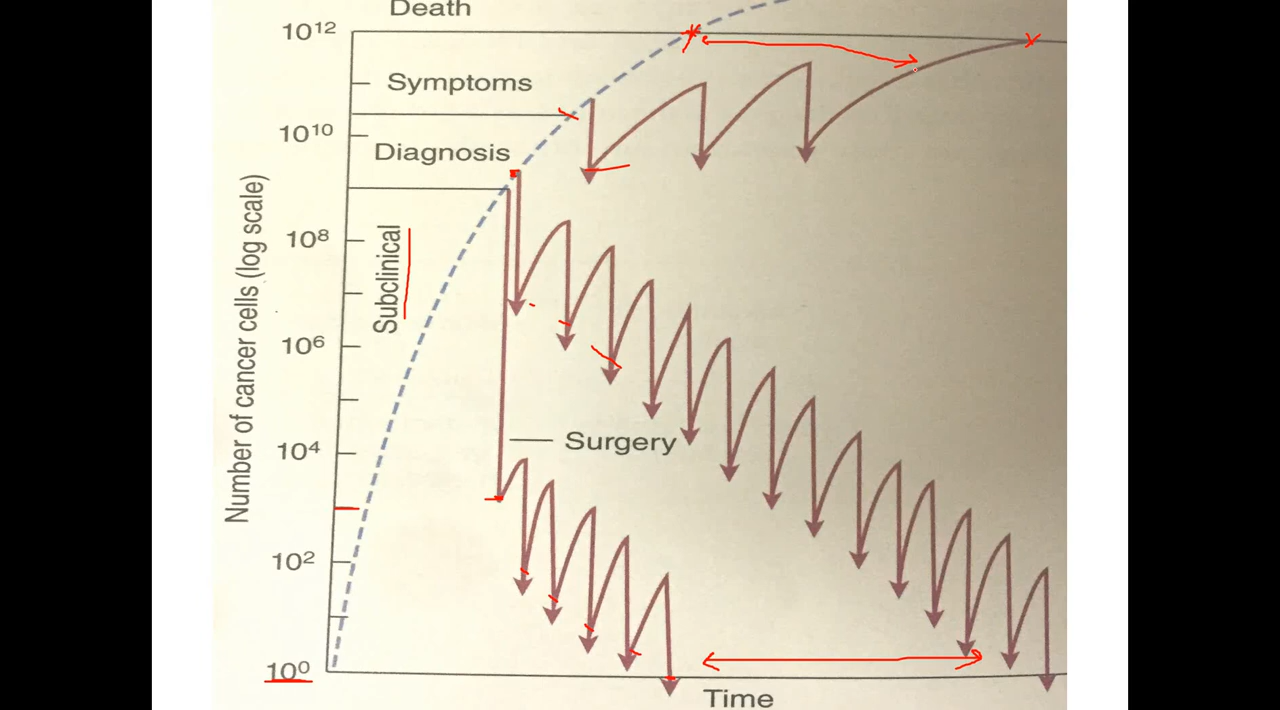 Death
10¹²
Symptoms
10¹⁰
Diagnosis
10⁸
Subclinical
10⁶
Number of cancer cells (log scale)
Surgery
10⁴
10²
10⁰
Time